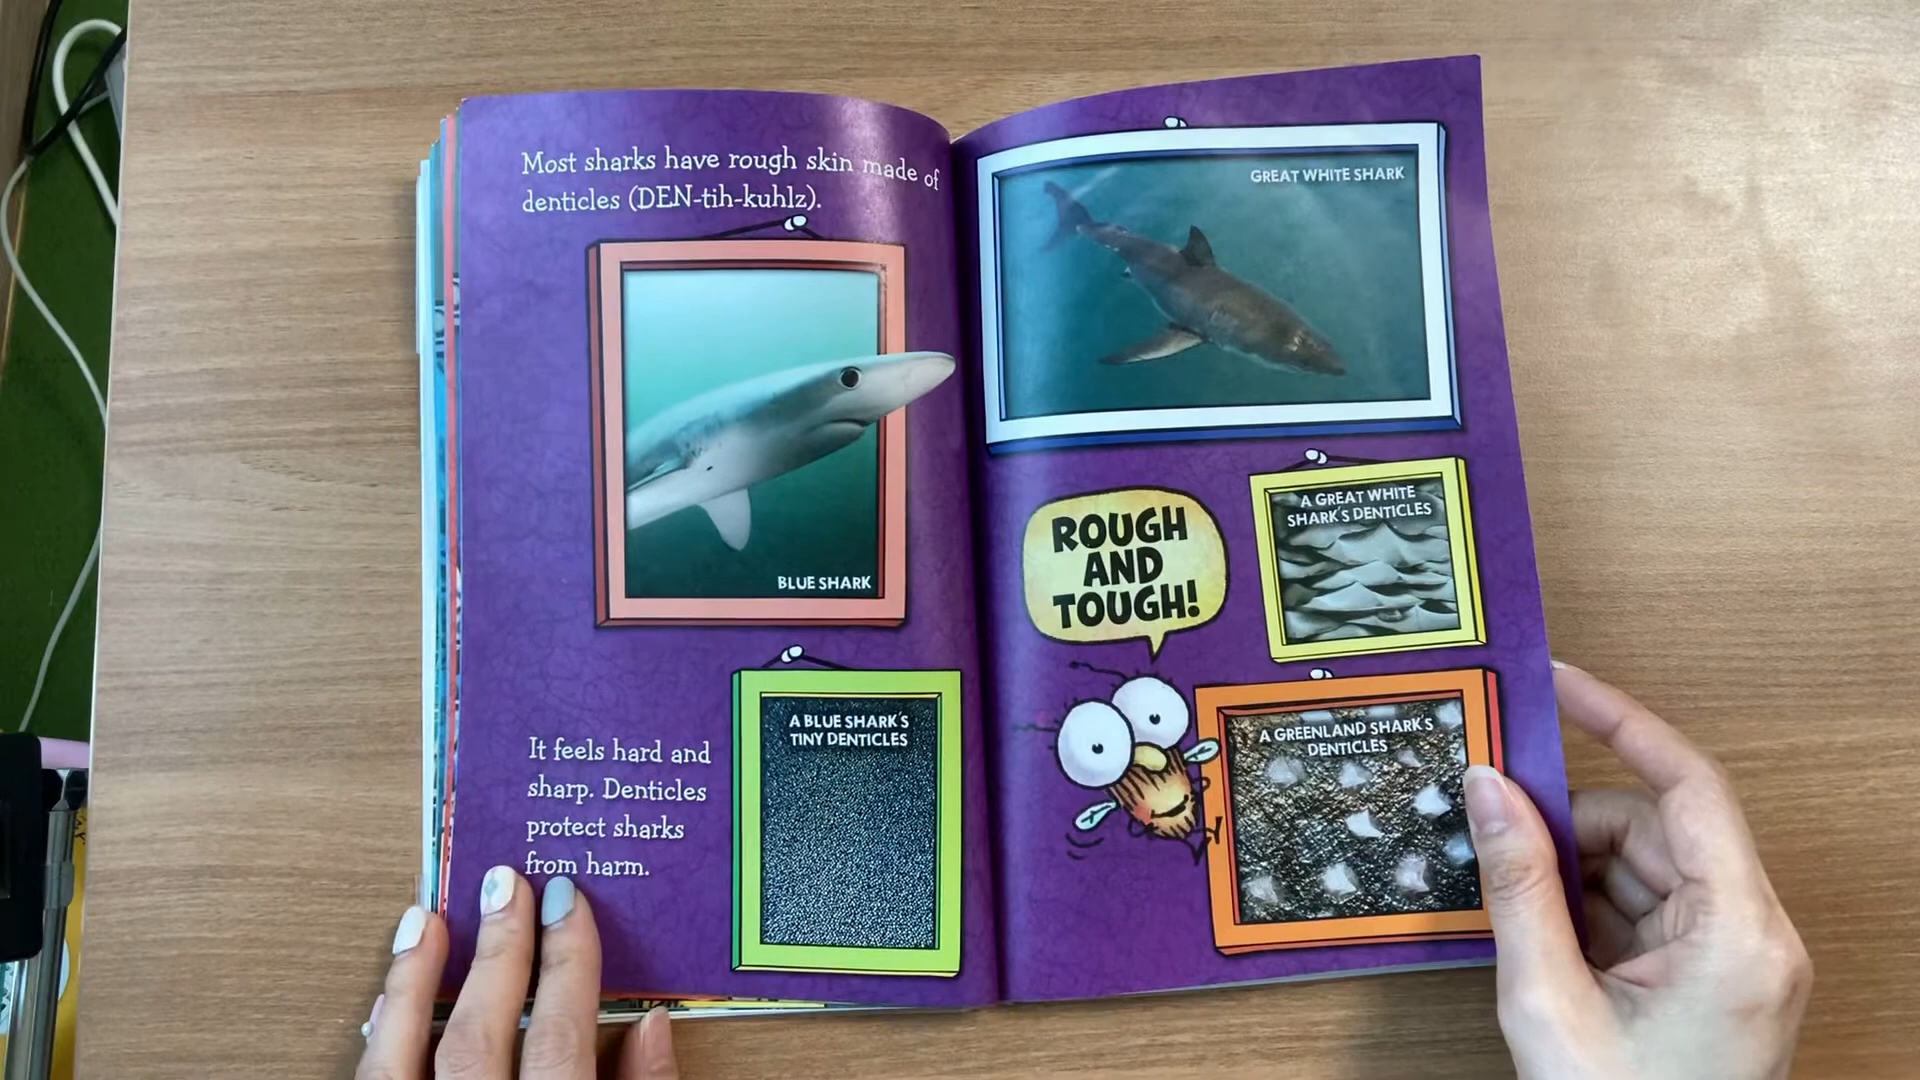 Most sharks have rough skin made of
denticles (DEN-tih-kuhlz).
BLUE SHARK
It feels hard and
sharp. Denticles
protect sharks
from harm.
A BLUE SHARK'S
TINY DENTICLES
GREAT WHITE SHARK
ROUGH
AND
TOUGH!
A GREAT WHITE
SHARK'S DENTICLES
A GREENLAND SHARK'S
DENTICLES